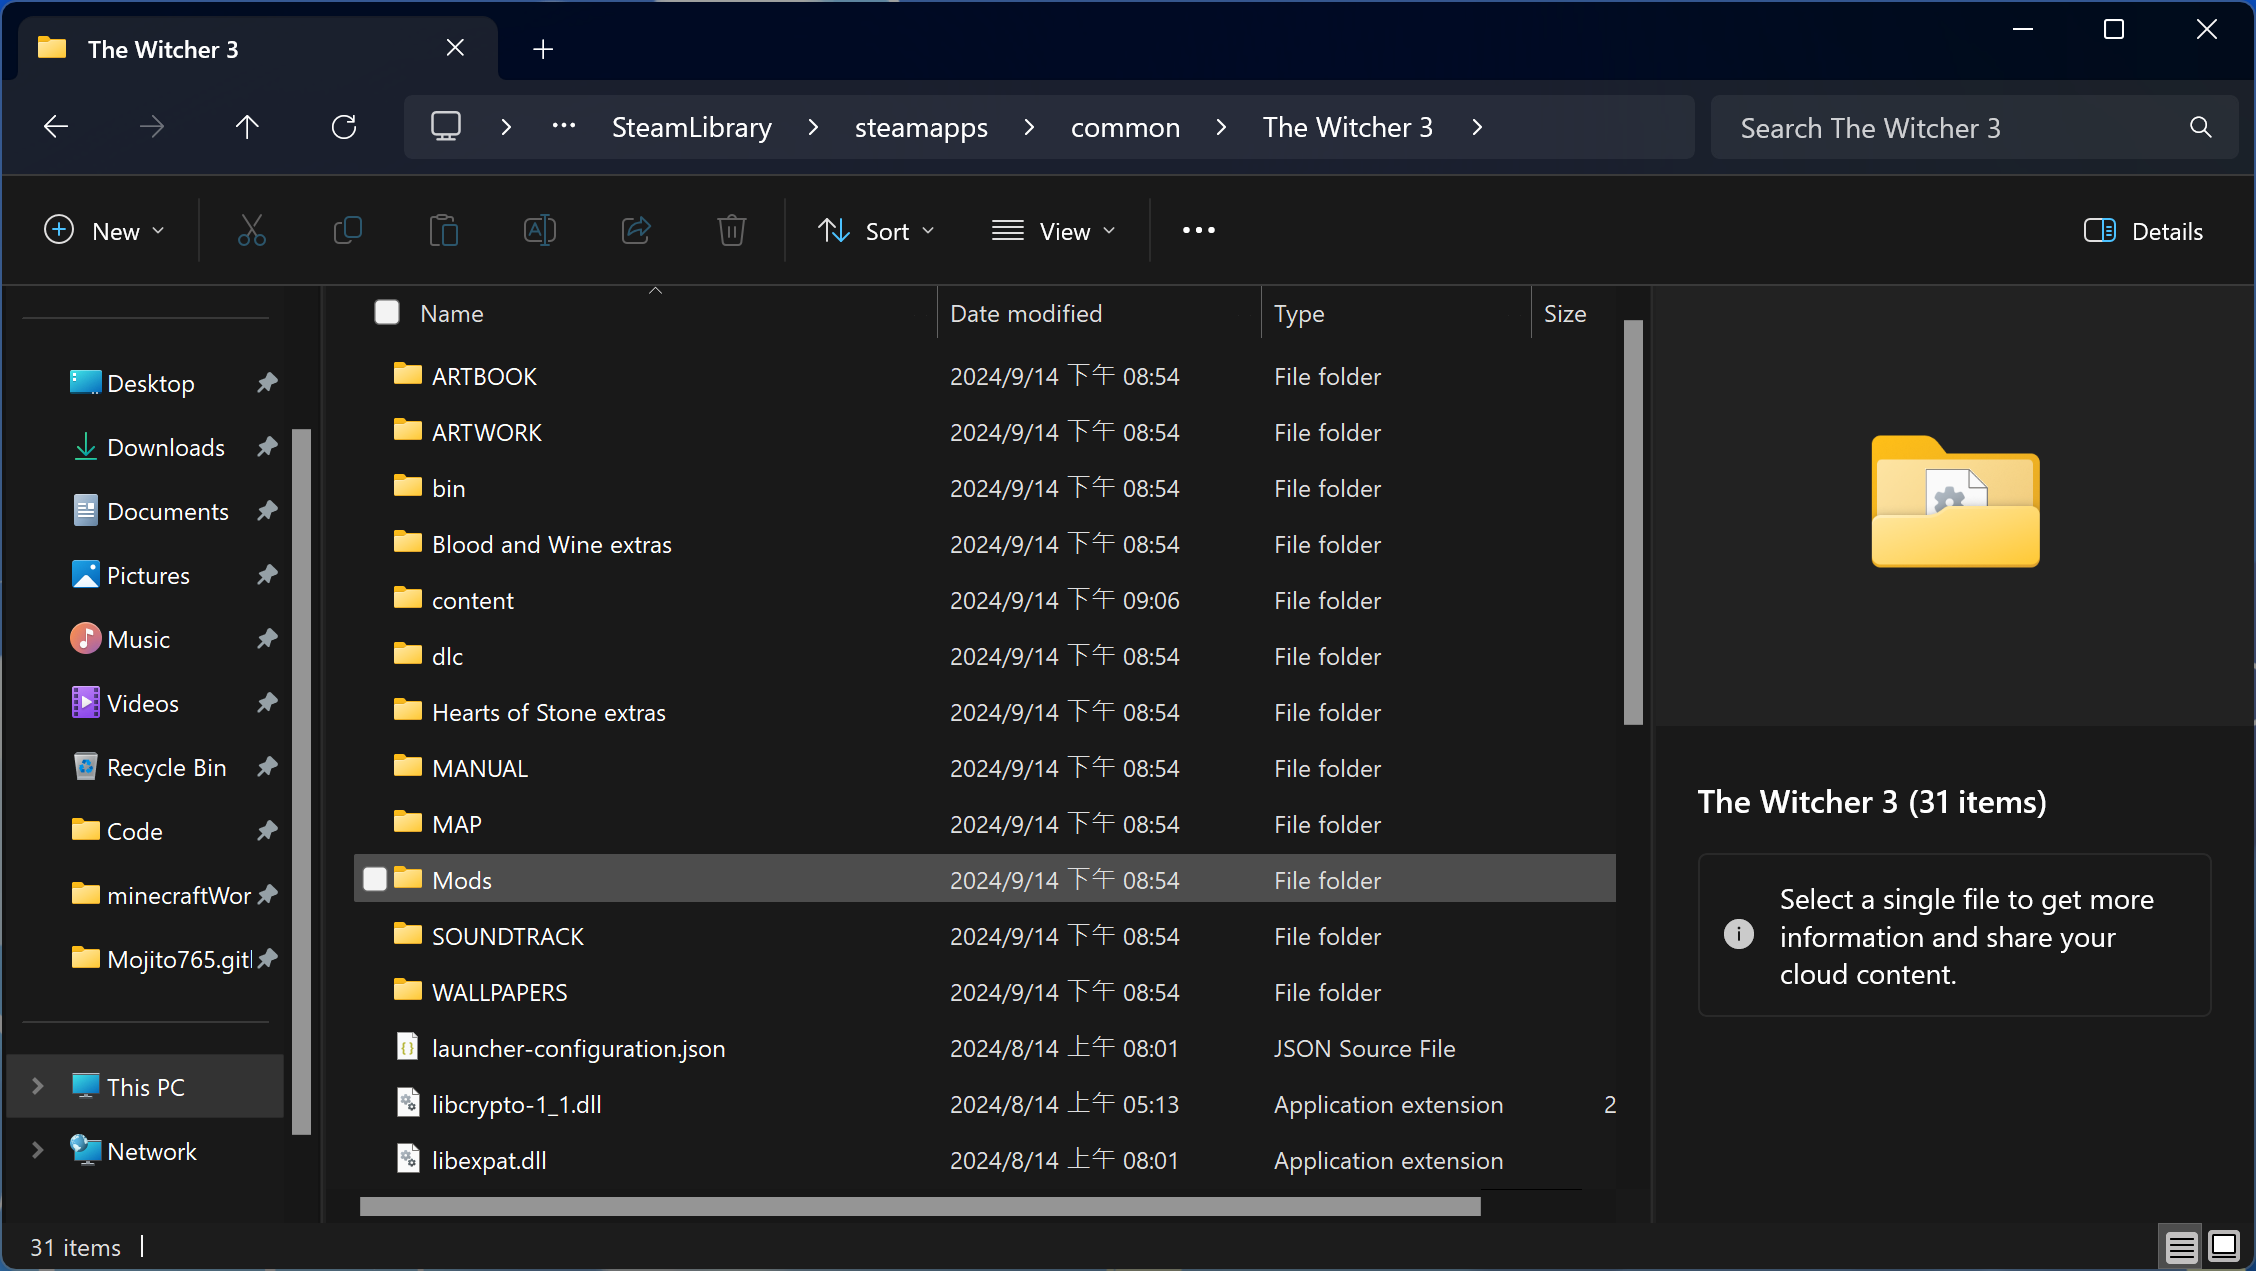 The Witcher 3
SteamLibrary steamapps common The Witcher 3
Search The Witcher 3
New Sort View Details
Name Date modified Type Size
Desktop
Downloads
Documents
Pictures
Music
Videos
Recycle Bin
Code
minecraftWor
Mojito765.gitl
This PC
Network
ARTBOOK 2024/9/14 下午 08:54 File folder
ARTWORK 2024/9/14 下午 08:54 File folder
bin 2024/9/14 下午 08:54 File folder
Blood and Wine extras 2024/9/14 下午 08:54 File folder
content 2024/9/14 下午 09:06 File folder
dlc 2024/9/14 下午 08:54 File folder
Hearts of Stone extras 2024/9/14 下午 08:54 File folder
MANUAL 2024/9/14 下午 08:54 File folder
MAP 2024/9/14 下午 08:54 File folder
Mods 2024/9/14 下午 08:54 File folder
SOUNDTRACK 2024/9/14 下午 08:54 File folder
WALLPAPERS 2024/9/14 下午 08:54 File folder
launcher-configuration.json 2024/8/14 上午 08:01 JSON Source File
libcrypto-1_1.dll 2024/8/14 上午 05:13 Application extension 2
libexpat.dll 2024/8/14 上午 08:01 Application extension
The Witcher 3 (31 items)
Select a single file to get more
information and share your
cloud content.
31 items